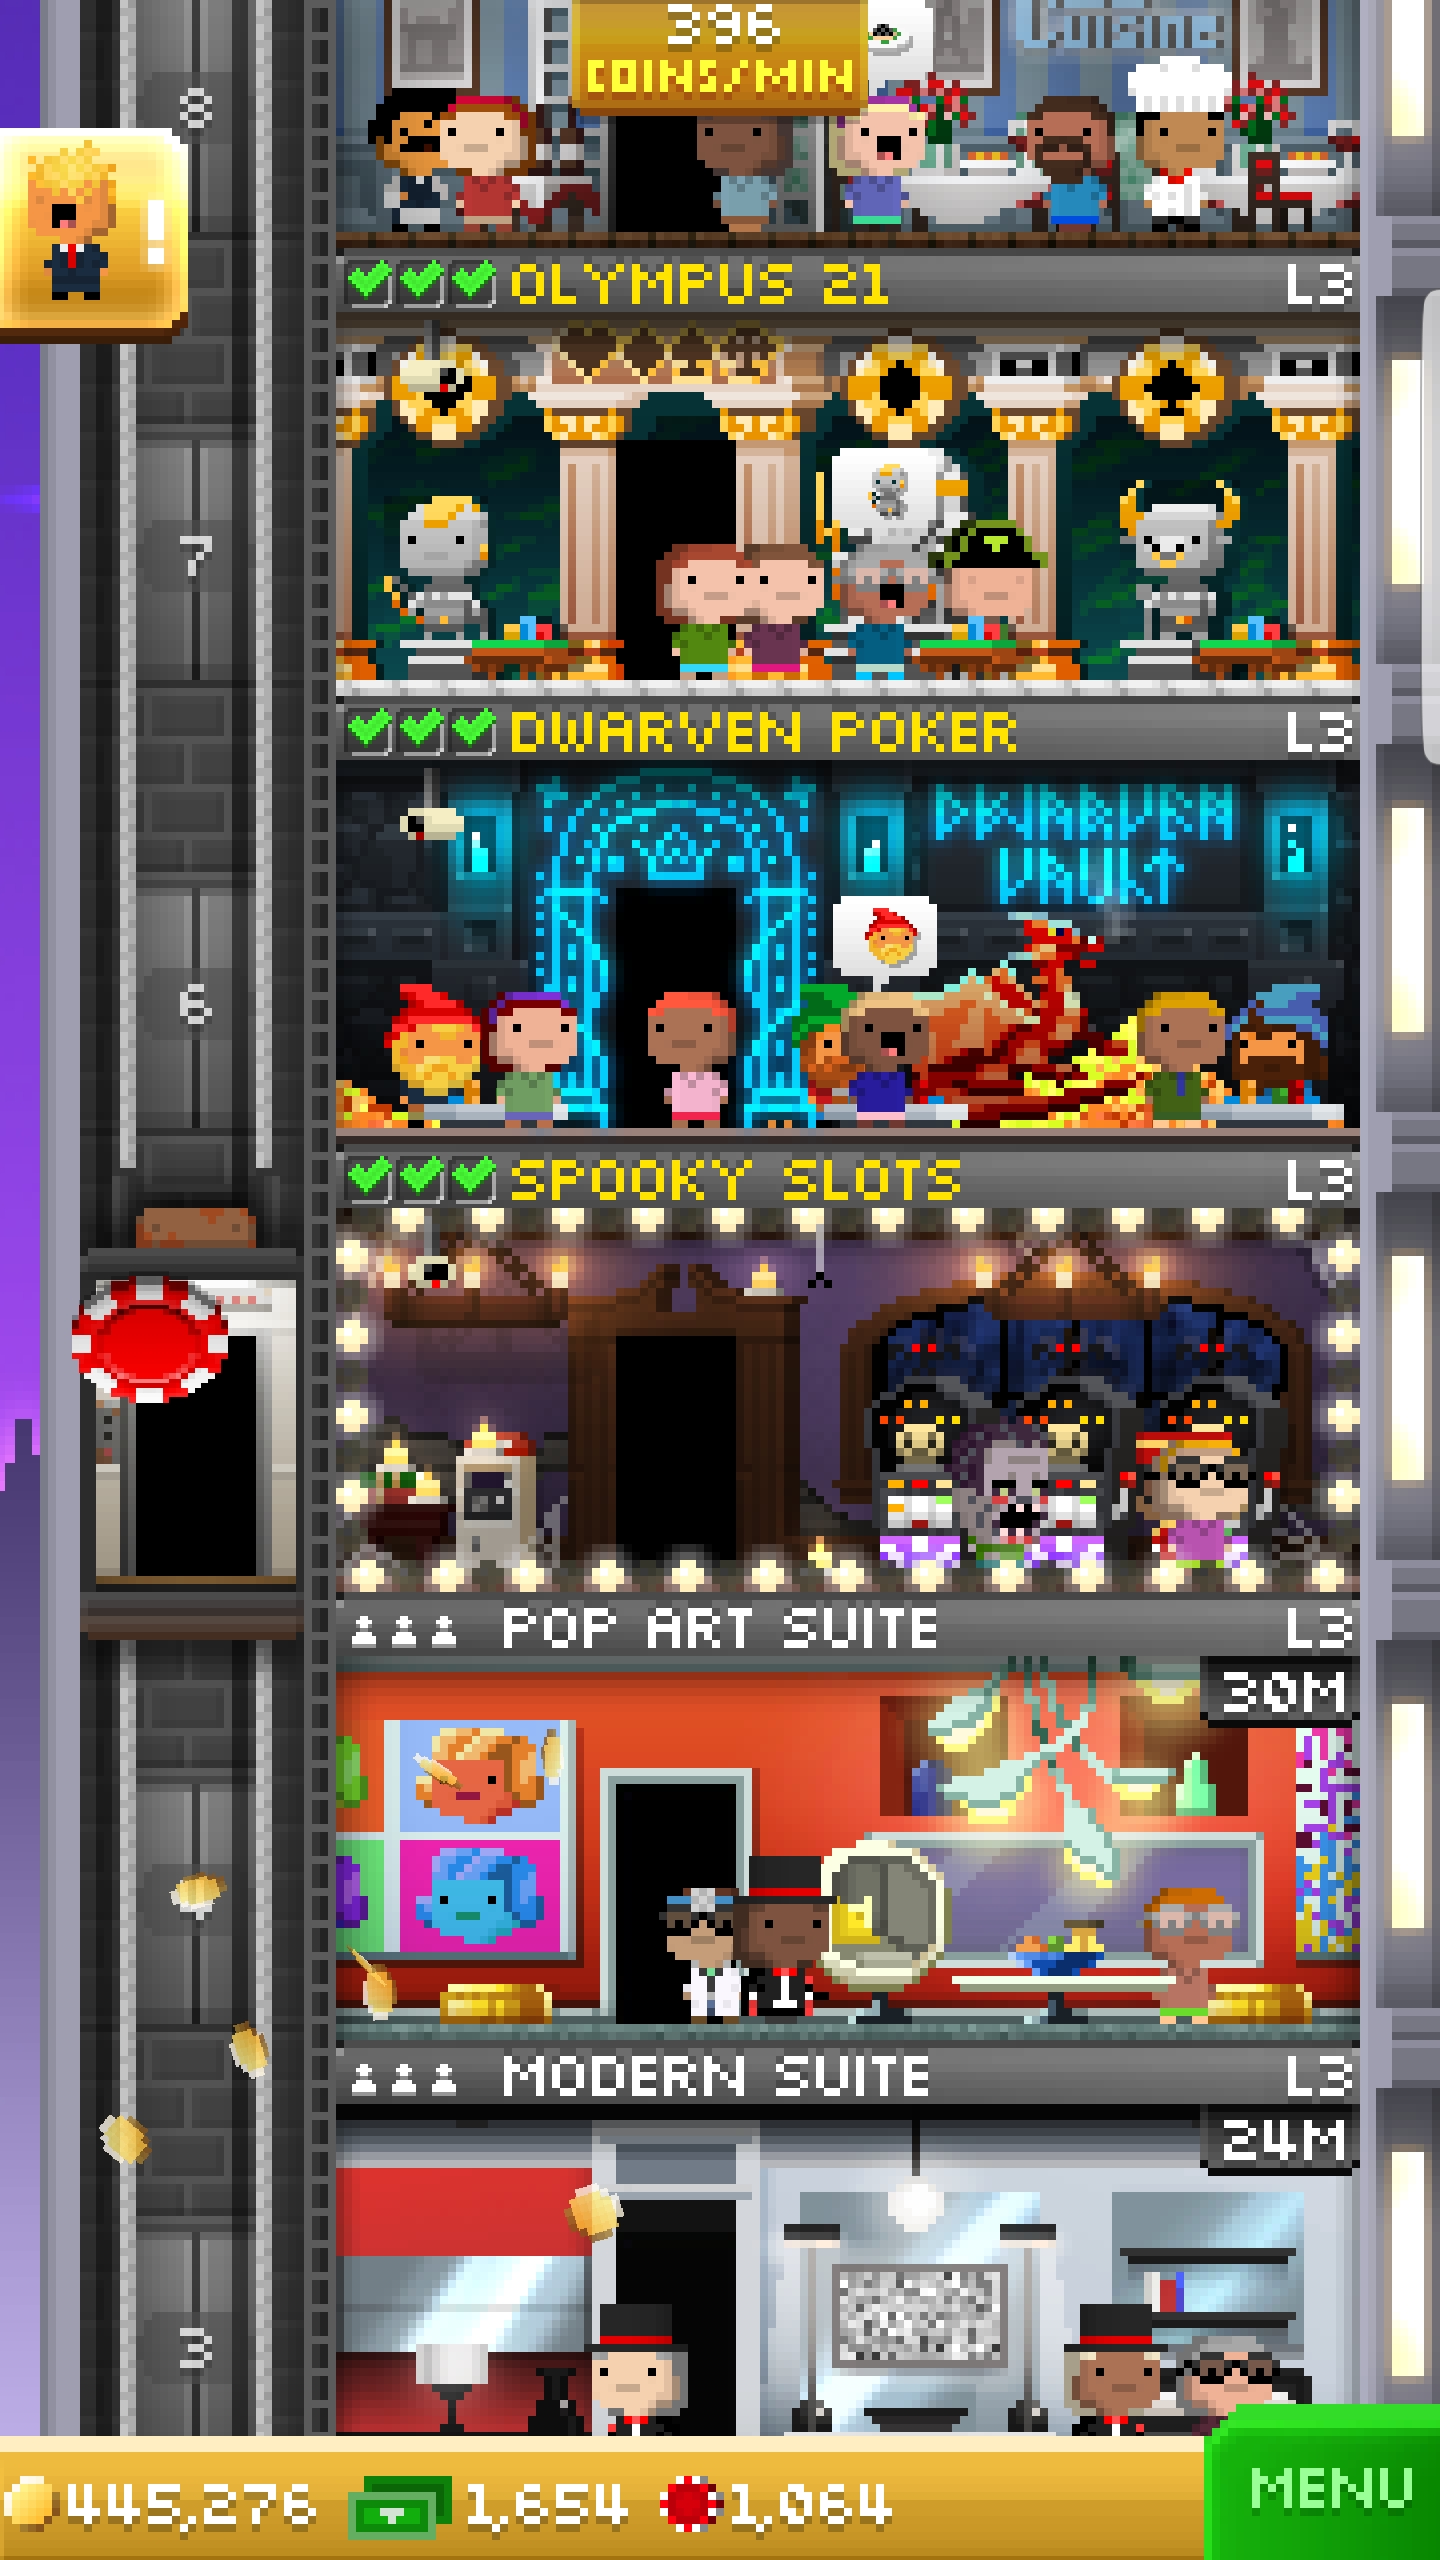 396
COINS/MIN
Cuisine
8
!
OLYMPUS 21 L3
7
DWARVEN POKER L3
DWARVEN
VAULT
6
SPOOKY SLOTS L3
POP ART SUITE L3
30M
MODERN SUITE L3
24M
3
445,276 1,654 1,064
MENU